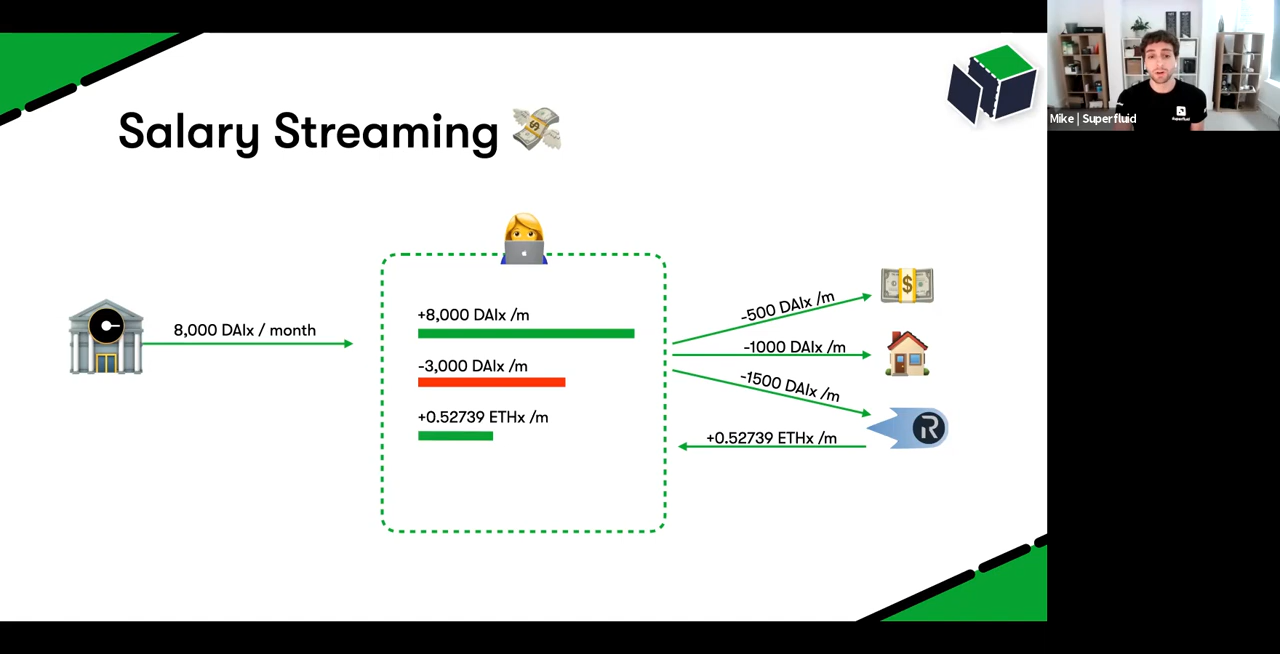 Salary Streaming
8,000 DAIx / month
+8,000 DAIx /m
-3,000 DAIx /m
+0.52739 ETHx /m
-500 DAIx /m
-1000 DAIx /m
-1500 DAIx /m
+0.52739 ETHx /m
Mike | Superfluid
Superfluid